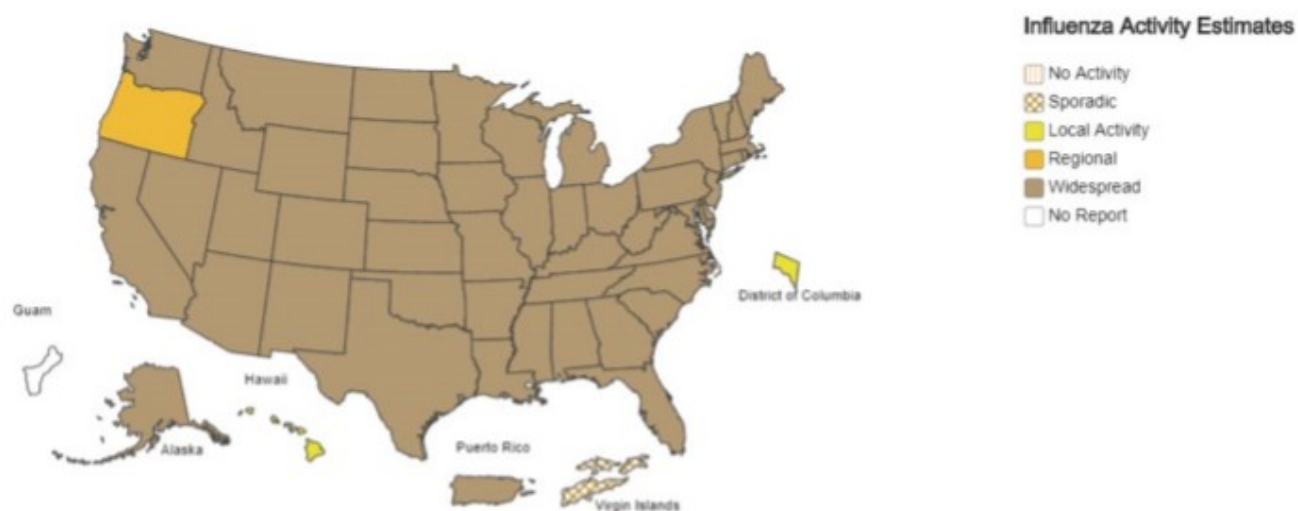 Influenza Activity Estimates
No Activity
Sporadic
Local Activity
Regional
Widespread
No Report
District of Columbia
Guam
Hawaii
Alaska
Puerto Rico
Virgin Islands